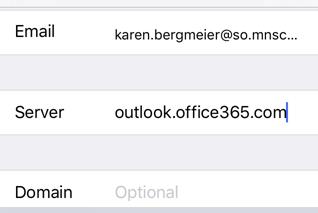 Email karen.bergmeier@so.mnsc...
Server outlook.office365.com
Domain Optional